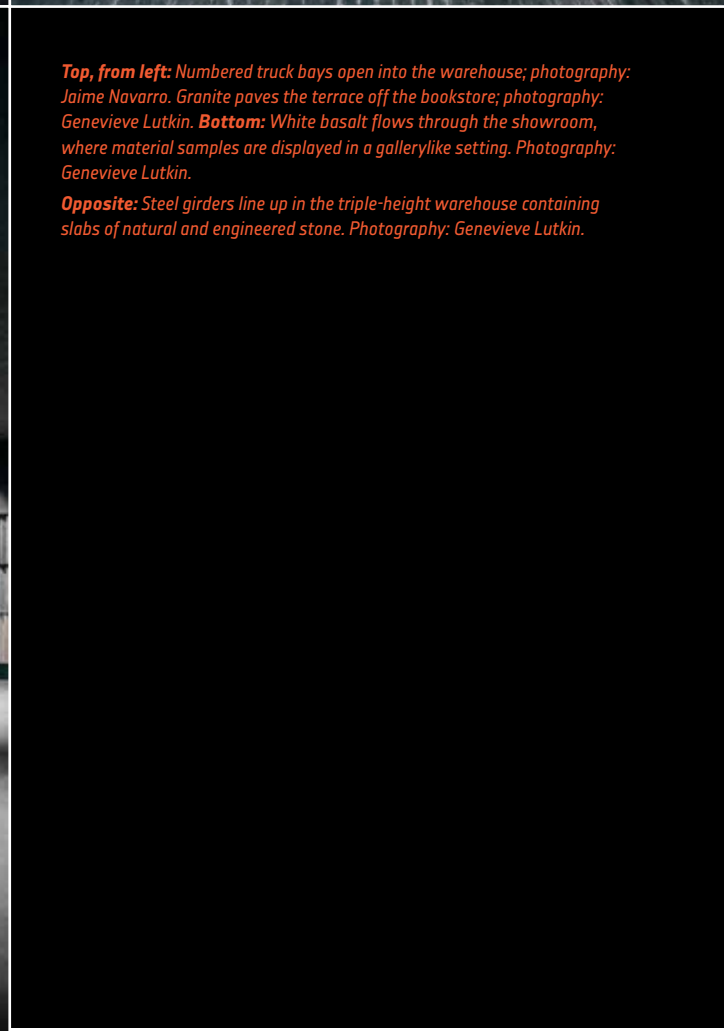 Top, from left: Numbered truck bays open into the warehouse; photography:
Jaime Navarro. Granite paves the terrace off the bookstore; photography:
Genevieve Lutkin. Bottom: White basalt flows through the showroom,
where material samples are displayed in a gallerylike setting. Photography:
Genevieve Lutkin.
Opposite: Steel girders line up in the triple-height warehouse containing
slabs of natural and engineered stone. Photography: Genevieve Lutkin.